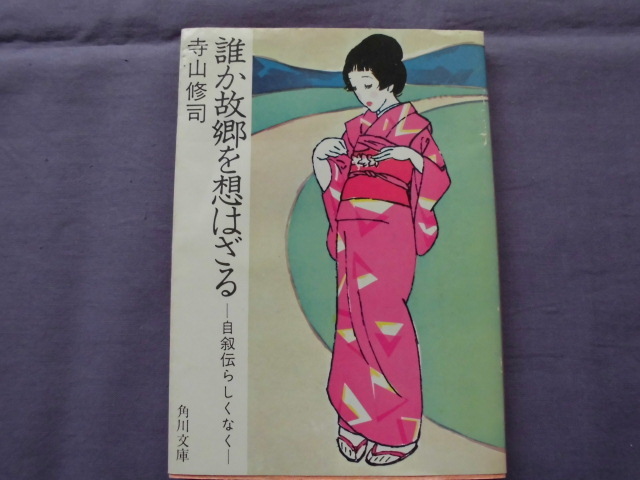 誰か故郷を想はざる
―自叙伝らしくなく―
寺山修司
角川文庫